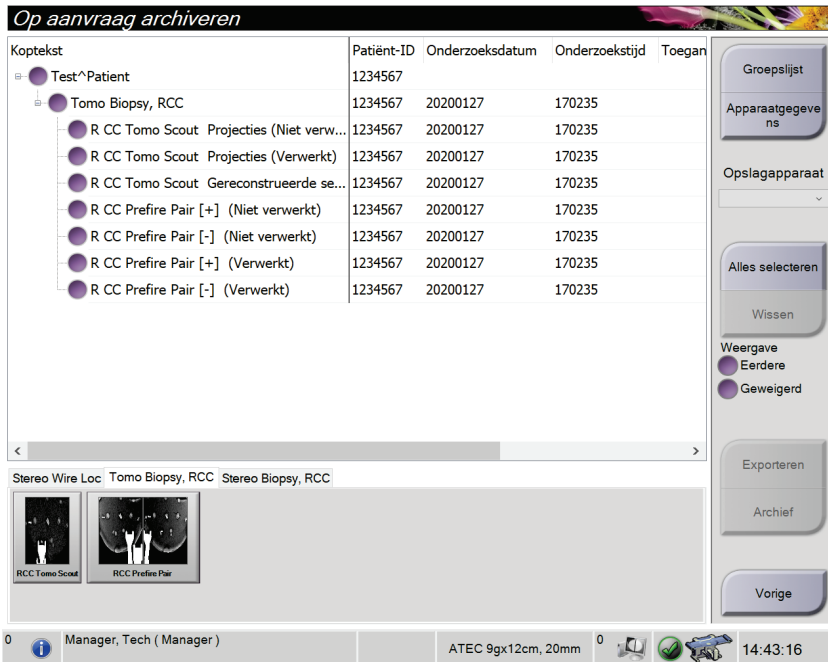 Op aanvraag archiveren
Koptekst Patiënt-ID Onderzoeksdatum Onderzoekstijd Toegan
Test^Patient 1234567
Tomo Biopsy, RCC 1234567 20200127 170235
R CC Tomo Scout Projecties (Niet verw... 1234567 20200127 170235
R CC Tomo Scout Projecties (Verwerkt) 1234567 20200127 170235
R CC Tomo Scout Gereconstrueerde se... 1234567 20200127 170235
R CC Prefire Pair [+] (Niet verwerkt) 1234567 20200127 170235
R CC Prefire Pair [-] (Niet verwerkt) 1234567 20200127 170235
R CC Prefire Pair [+] (Verwerkt) 1234567 20200127 170235
R CC Prefire Pair [-] (Verwerkt) 1234567 20200127 170235
Groepslijst
Apparaatgegeve
ns
Opslagapparaat
Alles selecteren
Wissen
Weergave
Eerdere
Geweigerd
Exporteren
Archief
Vorige
Stereo Wire Loc Tomo Biopsy, RCC Stereo Biopsy, RCC
RCC Tomo Scout RCC Prefire Pair
0 Manager, Tech ( Manager ) ATEC 9gx12cm, 20mm 0 14:43:16